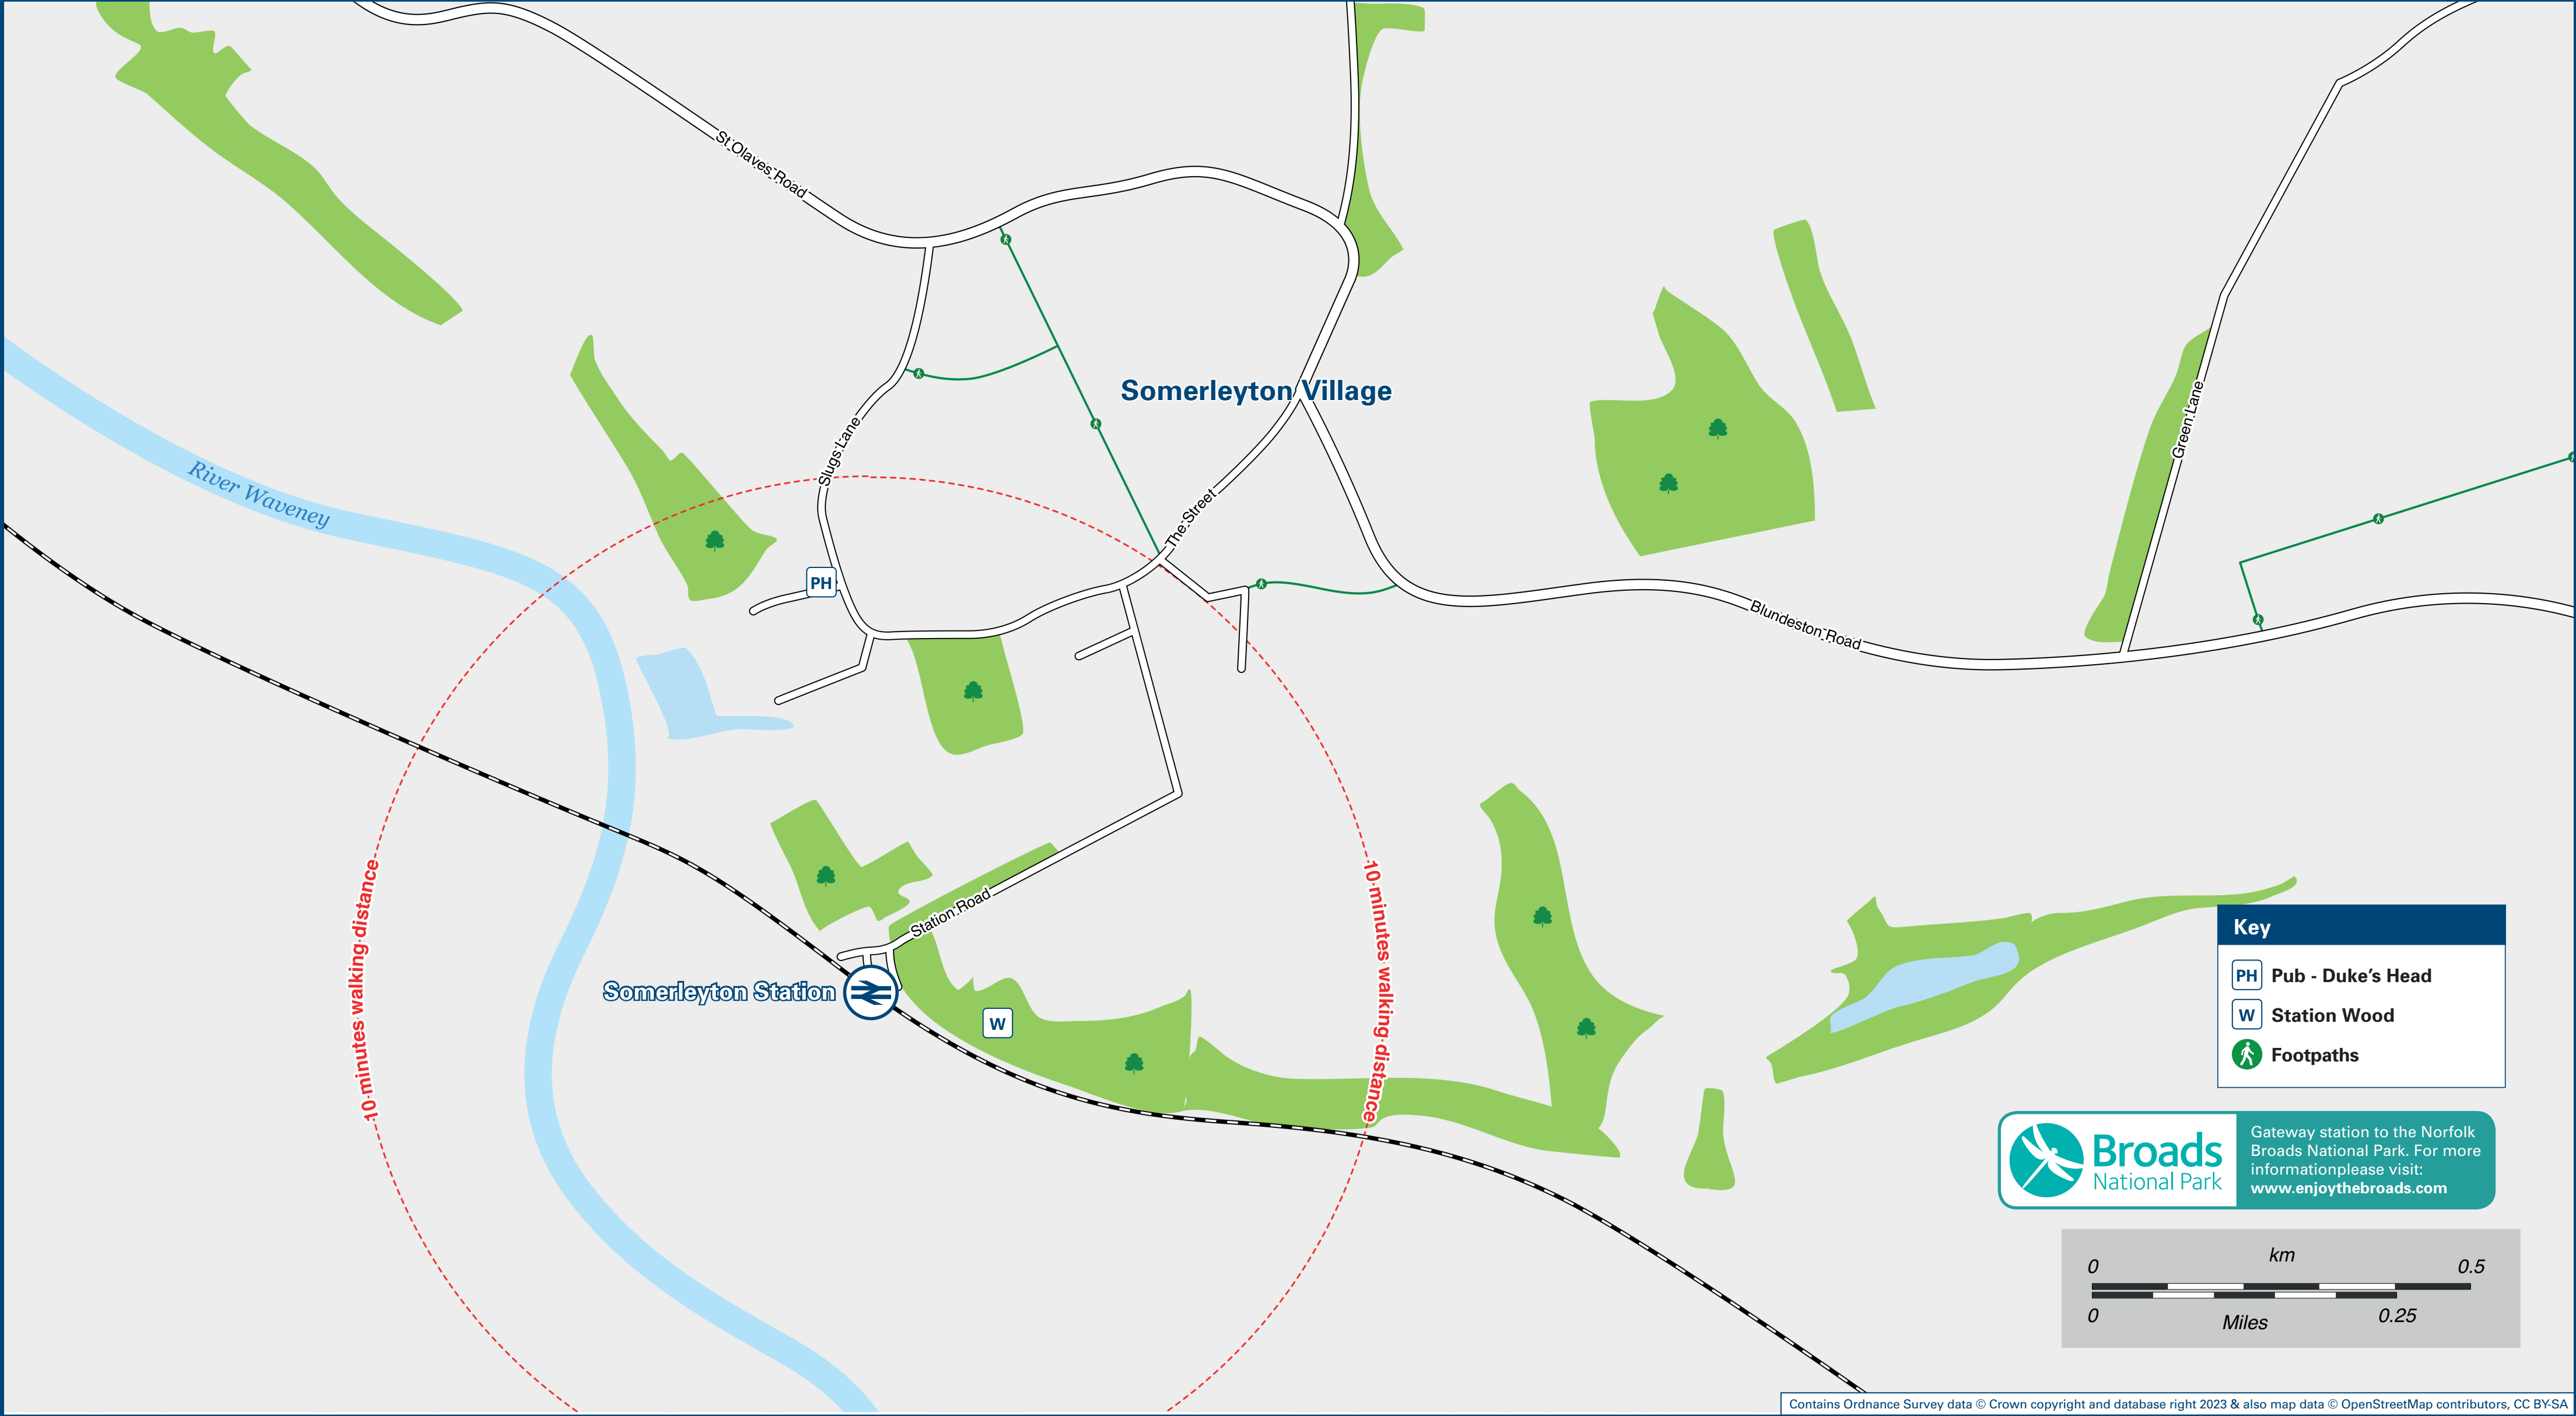 St Olaves Road
Somerleyton Village
Slugs Lane
Green Lane
River Waveney
The Street
PH
Blundeston Road
10 minutes walking distance
10 minutes walking distance
Station Road
Somerleyton Station
W
Key
PH Pub - Duke's Head
W Station Wood
Footpaths
Broads
National Park
Gateway station to the Norfolk
Broads National Park. For more
informationplease visit:
www.enjoythebroads.com
km
0 0.5
0 0.25
Miles
Contains Ordnance Survey data © Crown copyright and database right 2023 & also map data © OpenStreetMap contributors, CC BY-SA